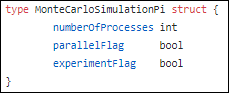 type MonteCarloSimulationPi struct {
numberOfProcesses int
parallelFlag bool
experimentFlag bool
}